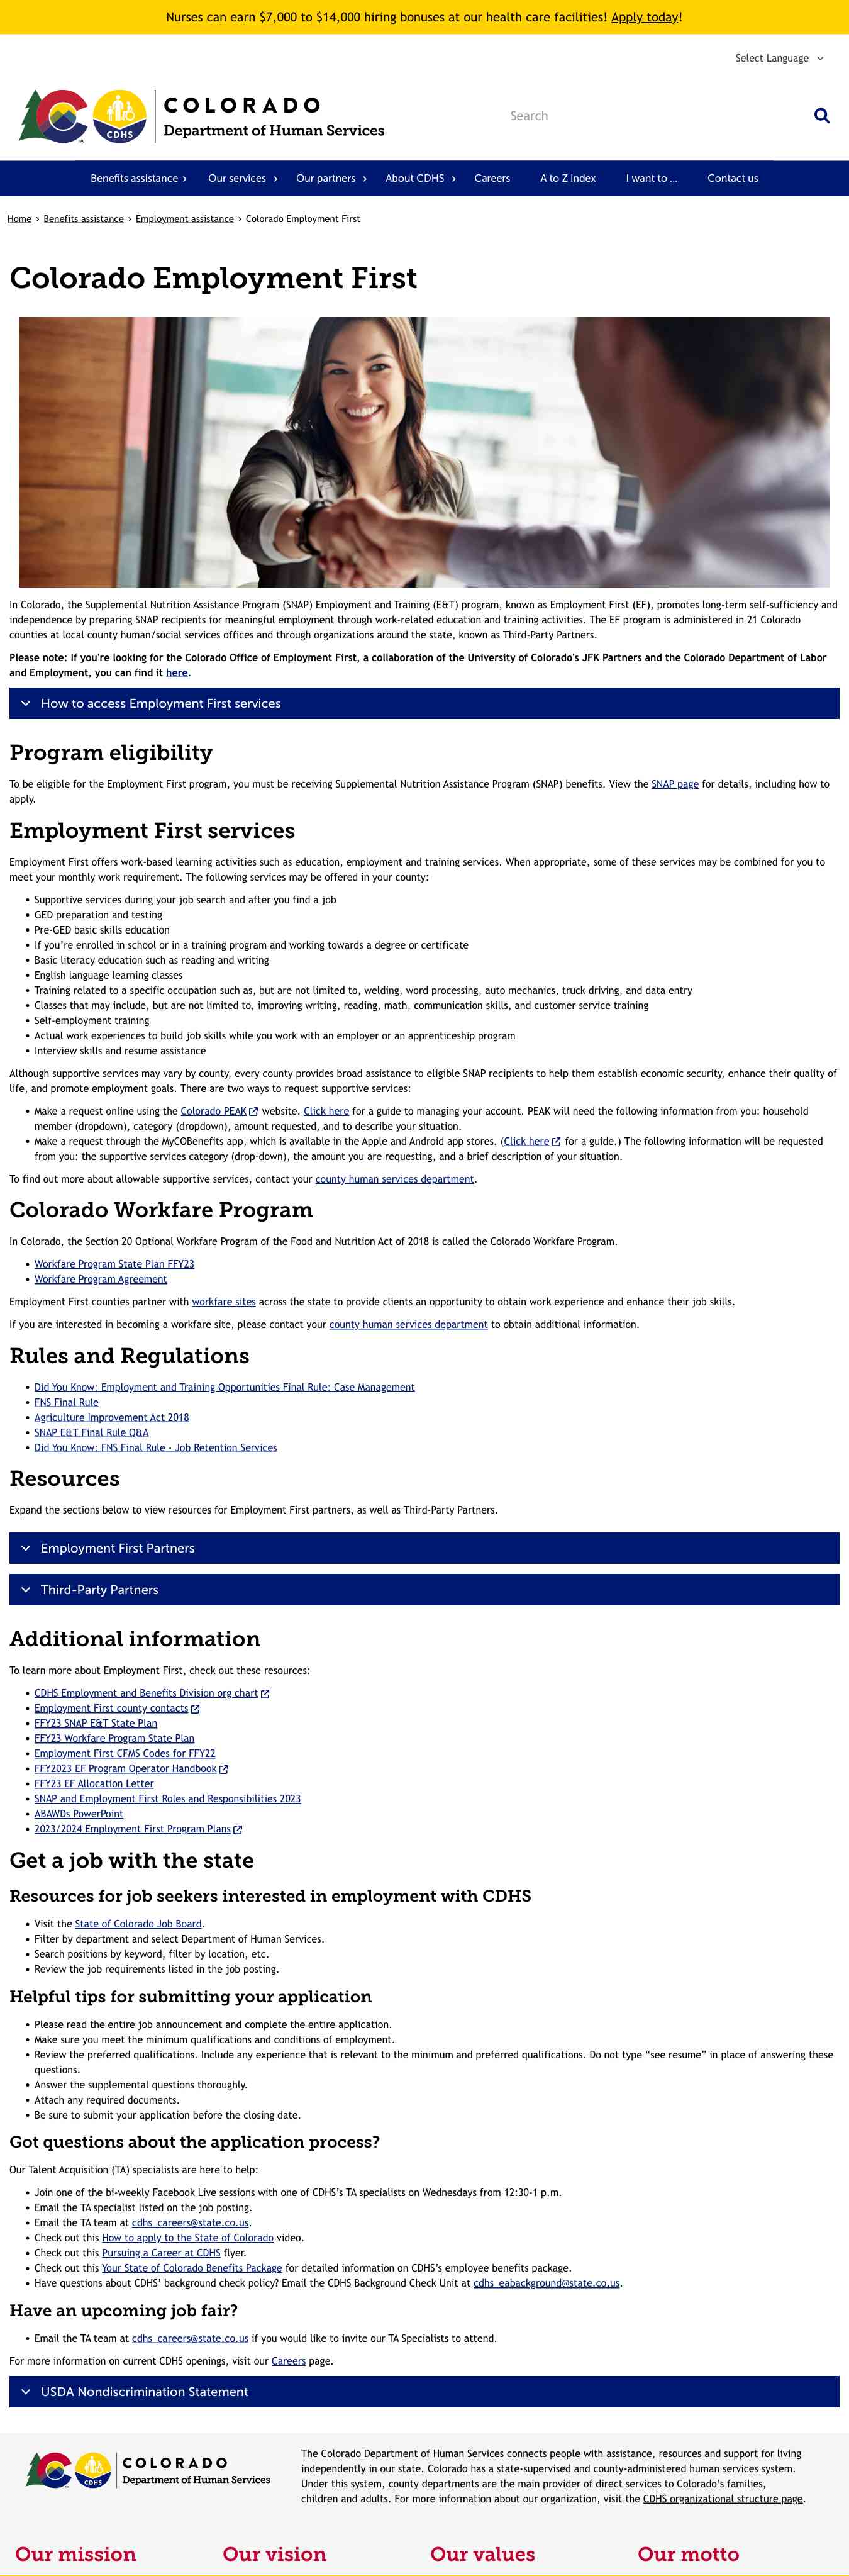 Nurses can earn $7,000 to $14,000 hiring bonuses at our health care facilities! Apply today!
Select Language
CDHS
COLORADO
Department of Human Services
TM
Search
Benefits assistance
Our services
Our partners
About CDHS
Careers
A to Z index
I want to ...
Contact us
Home › Benefits assistance › Employment assistance › Colorado Employment First
Colorado Employment First
In Colorado, the Supplemental Nutrition Assistance Program (SNAP) Employment and Training (E&T) program, known as Employment First (EF), promotes long-term self-sufficiency and
independence by preparing SNAP recipients for meaningful employment through work-related education and training activities. The EF program is administered in 21 Colorado
counties at local county human/social services offices and through organizations around the state, known as Third-Party Partners.
Please note: If you're looking for the Colorado Office of Employment First, a collaboration of the University of Colorado's JFK Partners and the Colorado Department of Labor
and Employment, you can find it here.
How to access Employment First services
Program eligibility
To be eligible for the Employment First program, you must be receiving Supplemental Nutrition Assistance Program (SNAP) benefits. View the SNAP page for details, including how to
apply.
Employment First services
Employment First offers work-based learning activities such as education, employment and training services. When appropriate, some of these services may be combined for you to
meet your monthly work requirement. The following services may be offered in your county:
• Supportive services during your job search and after you find a job
• GED preparation and testing
• Pre-GED basic skills education
• If you're enrolled in school or in a training program and working towards a degree or certificate
• Basic literacy education such as reading and writing
• English language learning classes
• Training related to a specific occupation such as, but are not limited to, welding, word processing, auto mechanics, truck driving, and data entry
• Classes that may include, but are not limited to, improving writing, reading, math, communication skills, and customer service training
• Self-employment training
• Actual work experiences to build job skills while you work with an employer or an apprenticeship program
• Interview skills and resume assistance
Although supportive services may vary by county, every county provides broad assistance to eligible SNAP recipients to help them establish economic security, enhance their quality of
life, and promote employment goals. There are two ways to request supportive services:
• Make a request online using the Colorado PEAK website. Click here for a guide to managing your account. PEAK will need the following information from you: household
member (dropdown), category (dropdown), amount requested, and to describe your situation.
• Make a request through the MyCOBenefits app, which is available in the Apple and Android app stores. (Click here for a guide.) The following information will be requested
from you: the supportive services category (drop-down), the amount you are requesting, and a brief description of your situation.
To find out more about allowable supportive services, contact your county human services department.
Colorado Workfare Program
In Colorado, the Section 20 Optional Workfare Program of the Food and Nutrition Act of 2018 is called the Colorado Workfare Program.
• Workfare Program State Plan FFY23
• Workfare Program Agreement
Employment First counties partner with workfare sites across the state to provide clients an opportunity to obtain work experience and enhance their job skills.
If you are interested in becoming a workfare site, please contact your county human services department to obtain additional information.
Rules and Regulations
• Did You Know: Employment and Training Opportunities Final Rule: Case Management
• FNS Final Rule
• Agriculture Improvement Act 2018
• SNAP E&T Final Rule Q&A
• Did You Know: FNS Final Rule - Job Retention Services
Resources
Expand the sections below to view resources for Employment First partners, as well as Third-Party Partners.
Employment First Partners
Third-Party Partners
Additional information
To learn more about Employment First, check out these resources:
• CDHS Employment and Benefits Division org chart
• Employment First county contacts
• FFY23 SNAP E&T State Plan
• FFY23 Workfare Program State Plan
• Employment First CFMS Codes for FFY22
• FFY2023 EF Program Operator Handbook
• FFY23 EF Allocation Letter
• SNAP and Employment First Roles and Responsibilities 2023
• ABAWDs PowerPoint
• 2023/2024 Employment First Program Plans
Get a job with the state
Resources for job seekers interested in employment with CDHS
• Visit the State of Colorado Job Board.
• Filter by department and select Department of Human Services.
• Search positions by keyword, filter by location, etc.
• Review the job requirements listed in the job posting.
Helpful tips for submitting your application
• Please read the entire job announcement and complete the entire application.
• Make sure you meet the minimum qualifications and conditions of employment.
• Review the preferred qualifications. Include any experience that is relevant to the minimum and preferred qualifications. Do not type “see resume” in place of answering these
questions.
• Answer the supplemental questions thoroughly.
• Attach any required documents.
• Be sure to submit your application before the closing date.
Got questions about the application process?
Our Talent Acquisition (TA) specialists are here to help:
• Join one of the bi-weekly Facebook Live sessions with one of CDHS's TA specialists on Wednesdays from 12:30-1 p.m.
• Email the TA specialist listed on the job posting.
• Email the TA team at cdhs_careers@state.co.us.
• Check out this How to apply to the State of Colorado video.
• Check out this Pursuing a Career at CDHS flyer.
• Check out this Your State of Colorado Benefits Package for detailed information on CDHS's employee benefits package.
• Have questions about CDHS' background check policy? Email the CDHS Background Check Unit at cdhs_eabackground@state.co.us.
Have an upcoming job fair?
• Email the TA team at cdhs_careers@state.co.us if you would like to invite our TA Specialists to attend.
For more information on current CDHS openings, visit our Careers page.
USDA Nondiscrimination Statement
CDHS
COLORADO
Department of Human Services
The Colorado Department of Human Services connects people with assistance, resources and support for living
independently in our state. Colorado has a state-supervised and county-administered human services system.
Under this system, county departments are the main provider of direct services to Colorado's families,
children and adults. For more information about our organization, visit the CDHS organizational structure page.
Our mission
Our vision
Our values
Our motto